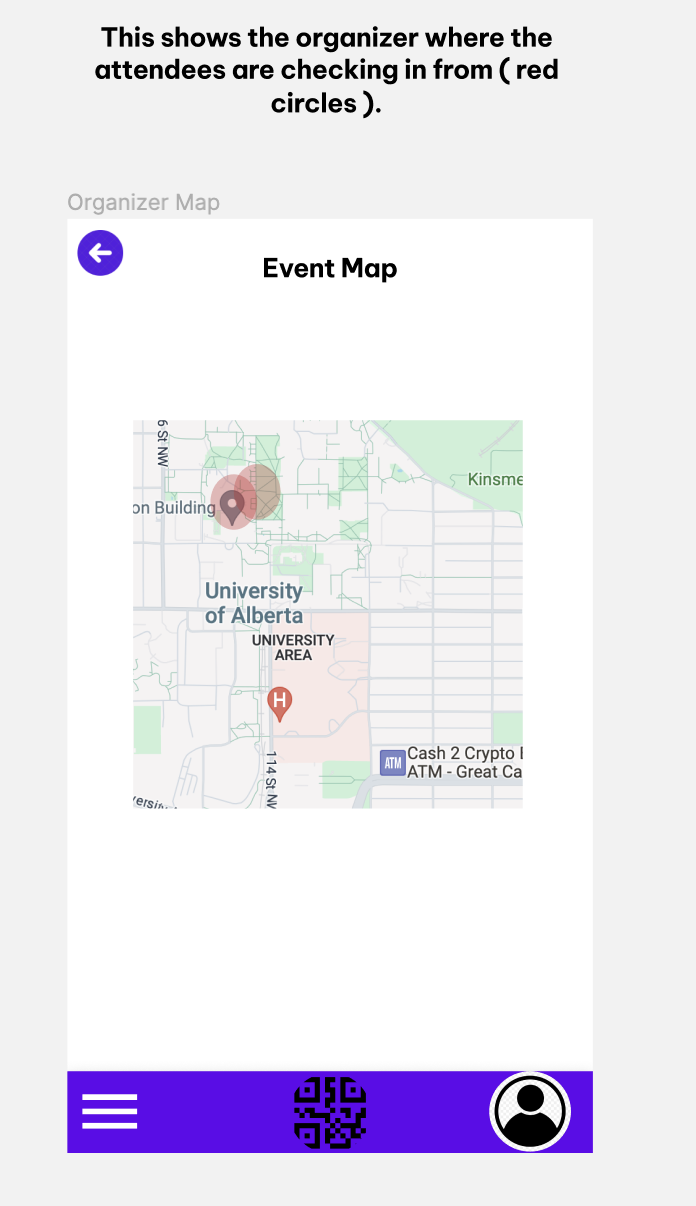 This shows the organizer where the
attendees are checking in from ( red
circles ).
Organizer Map
Event Map
6 St NW
Kinsme
on Building
University
of Alberta
UNIVERSITY
AREA
H
114 St NW
ATM
Cash 2 Crypto
ATM - Great Ca
versity